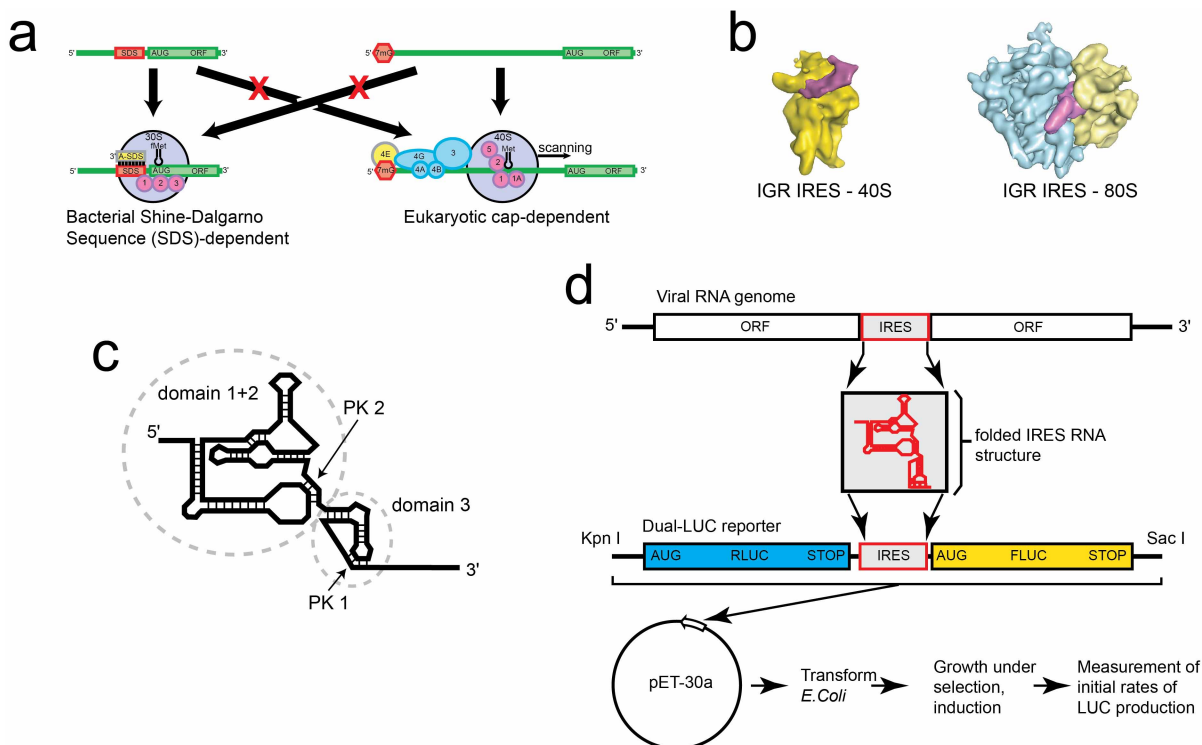 a
5'
SDS
AUG
ORF
3'
5'
7mG
AUG
ORF
3'
X
X
30S
fMet
3'
A-SDS
SDS
AUG
ORF
1
2
3
Bacterial Shine-Dalgarno
Sequence (SDS)-dependent
40S
Met
4E
7mG
4G
4A
4B
3
5
2
1
1A
scanning
AUG
ORF
Eukaryotic cap-dependent
b
IGR IRES - 40S
IGR IRES - 80S
c
domain 1+2
5'
PK 2
domain 3
PK 1
3'
d
Viral RNA genome
5'
ORF
IRES
ORF
3'
folded IRES RNA
structure
Dual-LUC reporter
Kpn I
AUG
RLUC
STOP
IRES
AUG
FLUC
STOP
Sac I
pET-30a
Transform
E.Coli
Growth under
selection,
induction
Measurement of
initial rates of
LUC production